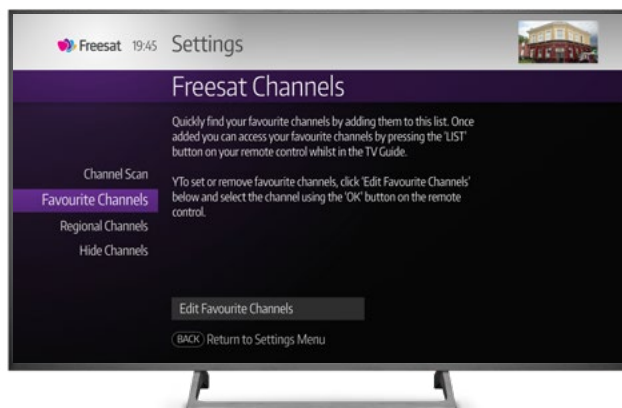 Freesat 19:45 Settings
Freesat Channels
Quickly find your favourite channels by adding them to this list. Once
added you can access your favourite channels by pressing the 'LIST'
button on your remote control whilst in the TV Guide.
YTo set or remove favourite channels, click 'Edit Favourite Channels'
below and select the channel using the 'OK' button on the remote
control.
Channel Scan
Favourite Channels
Regional Channels
Hide Channels
Edit Favourite Channels
BACK Return to Settings Menu